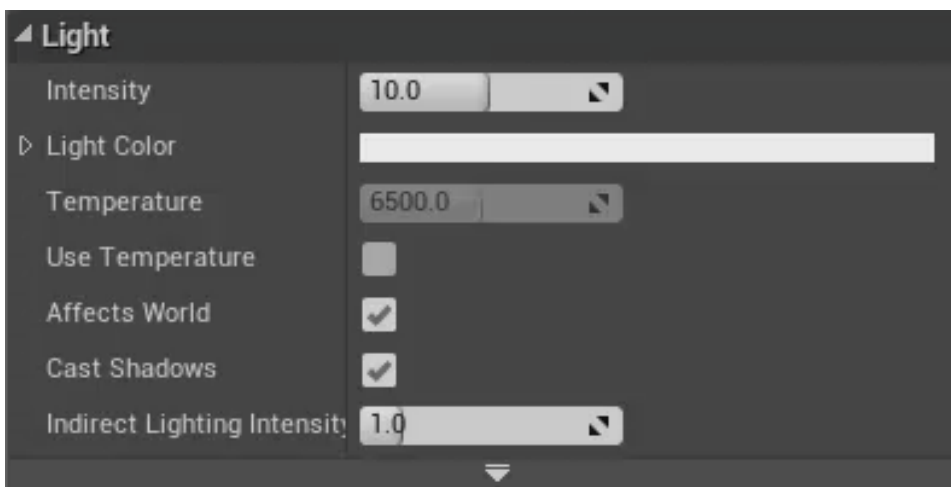 Light
Intensity 10.0
Light Color
Temperature 6500.0
Use Temperature
Affects World
Cast Shadows
Indirect Lighting Intensity 1.0